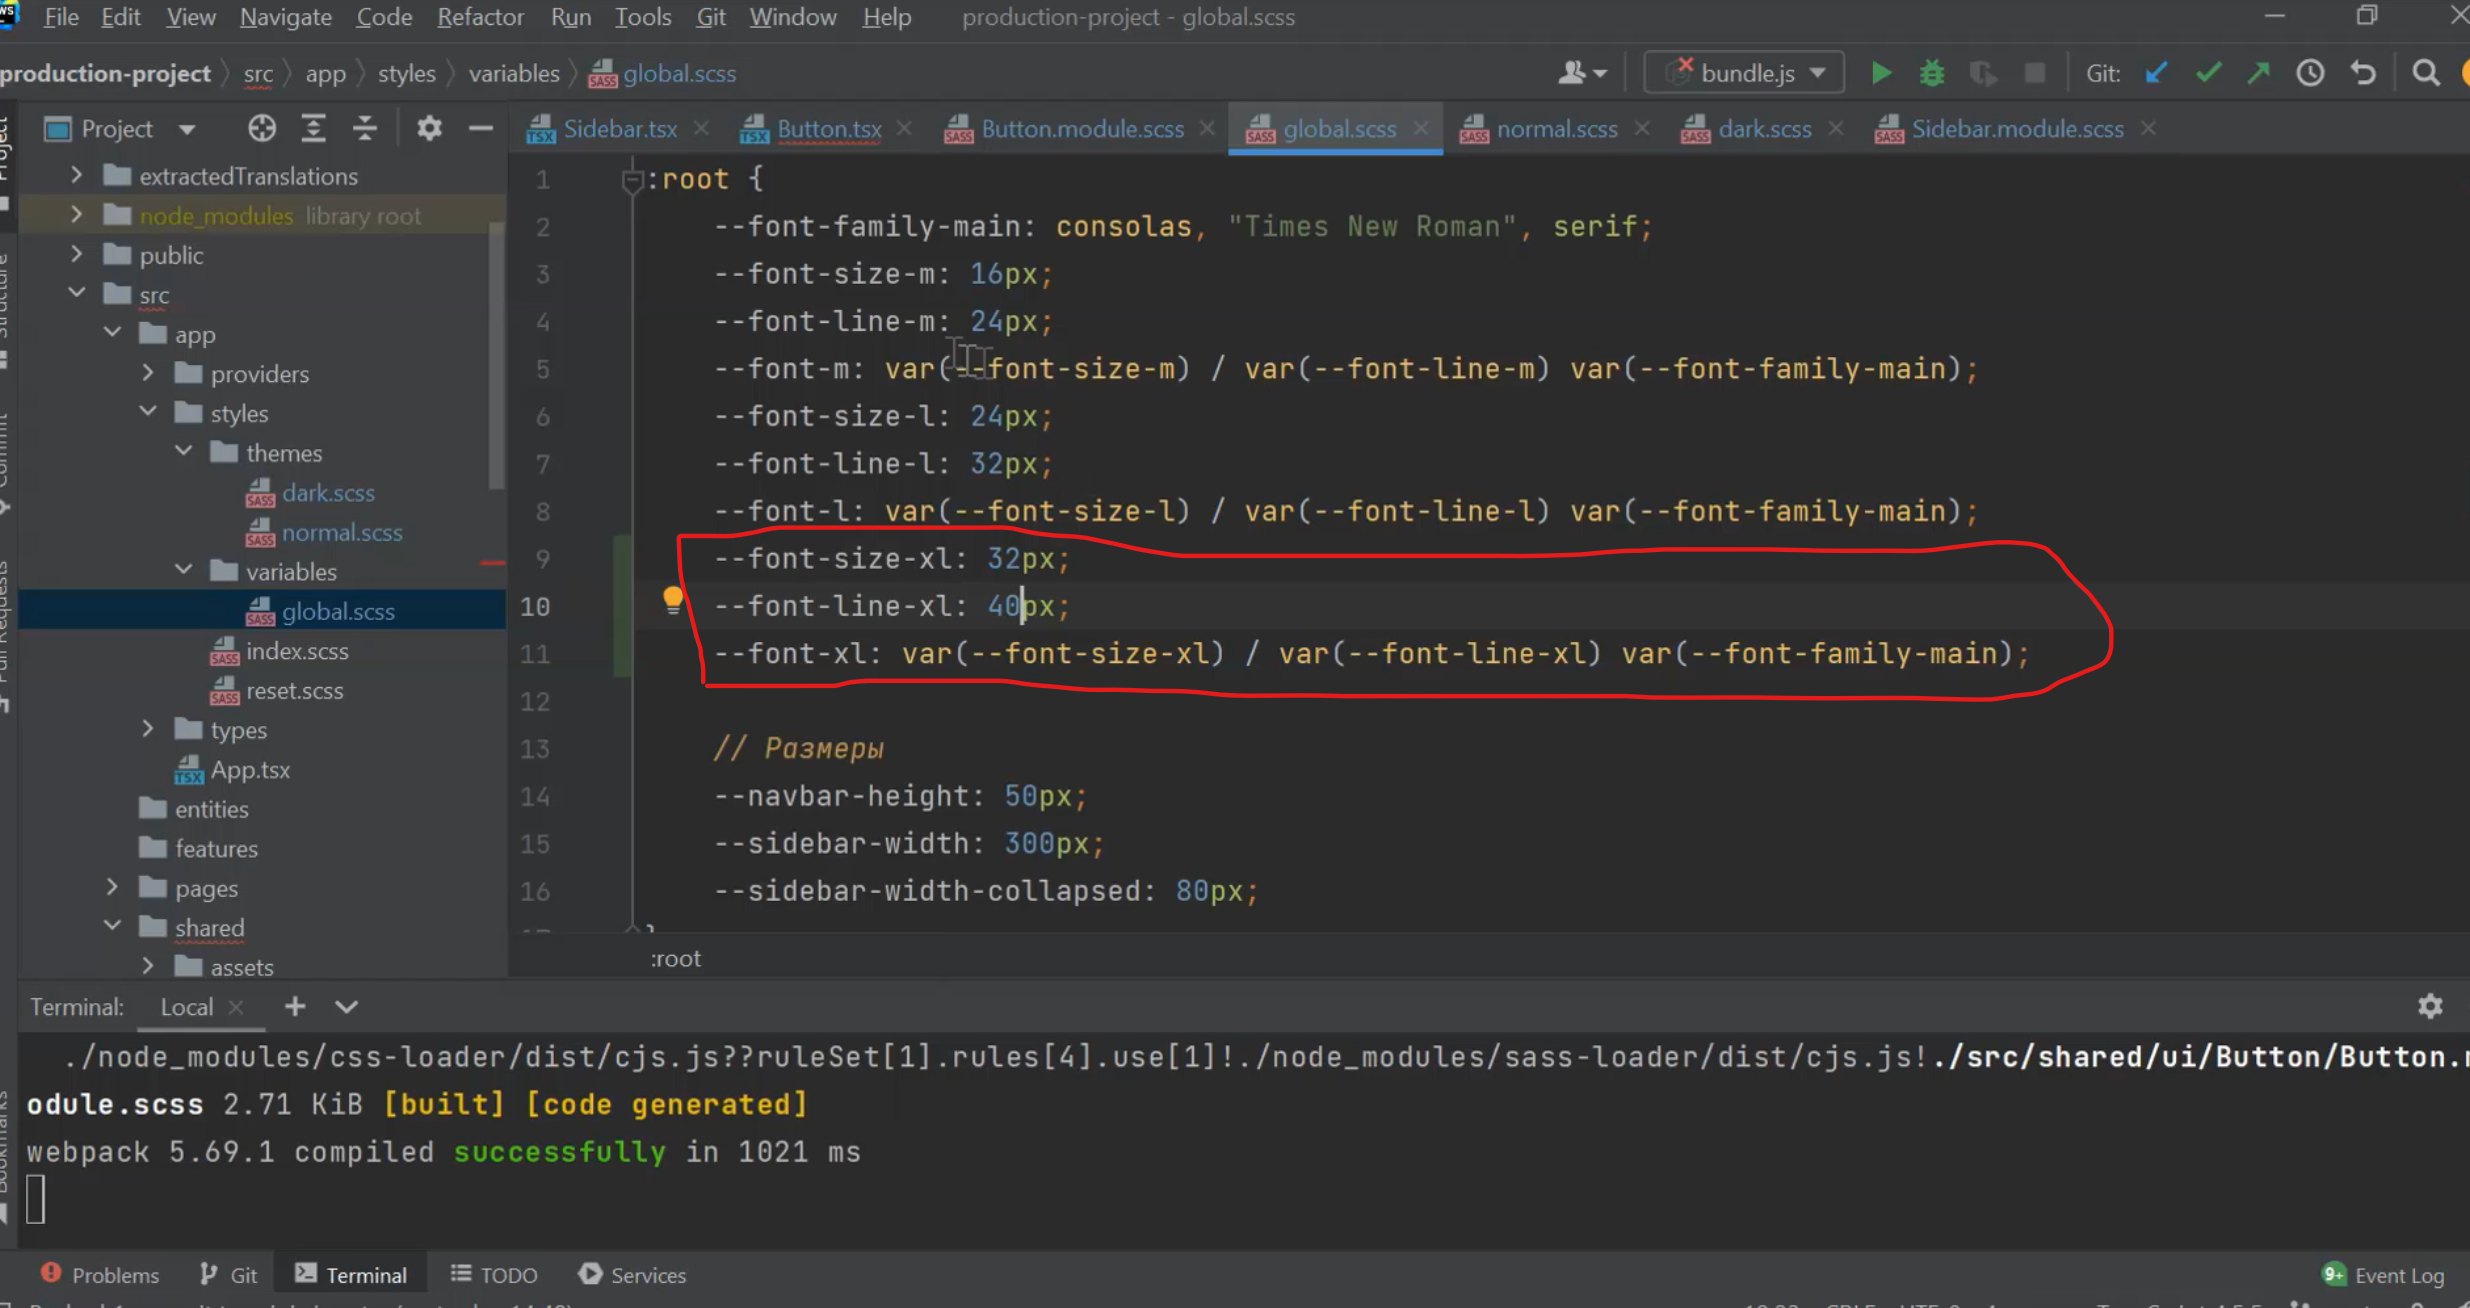 File Edit View Navigate Code Refactor Run Tools Git Window Help production-project - global.scss
production-project src app styles variables global.scss bundle.js Git:
Project Sidebar.tsx Button.tsx Button.module.scss global.scss normal.scss dark.scss Sidebar.module.scss
extractedTranslations
node_modules library root
public
src
app
providers
styles
themes
dark.scss
normal.scss
variables
global.scss
index.scss
reset.scss
types
App.tsx
entities
features
pages
shared
assets
1 :root {
2 --font-family-main: consolas, "Times New Roman", serif;
3 --font-size-m: 16px;
4 --font-line-m: 24px;
5 --font-m: var(--font-size-m) / var(--font-line-m) var(--font-family-main);
6 --font-size-l: 24px;
7 --font-line-l: 32px;
8 --font-l: var(--font-size-l) / var(--font-line-l) var(--font-family-main);
9 --font-size-xl: 32px;
10 --font-line-xl: 40px;
11 --font-xl: var(--font-size-xl) / var(--font-line-xl) var(--font-family-main);
12
13 // Размеры
14 --navbar-height: 50px;
15 --sidebar-width: 300px;
16 --sidebar-width-collapsed: 80px;
:root
Terminal: Local
./node_modules/css-loader/dist/cjs.js??ruleSet[1].rules[4].use[1]!./node_modules/sass-loader/dist/cjs.js!./src/shared/ui/Button/Button.m
odule.scss 2.71 KiB [built] [code generated]
webpack 5.69.1 compiled successfully in 1021 ms
Problems Git Terminal TODO Services 9+ Event Log